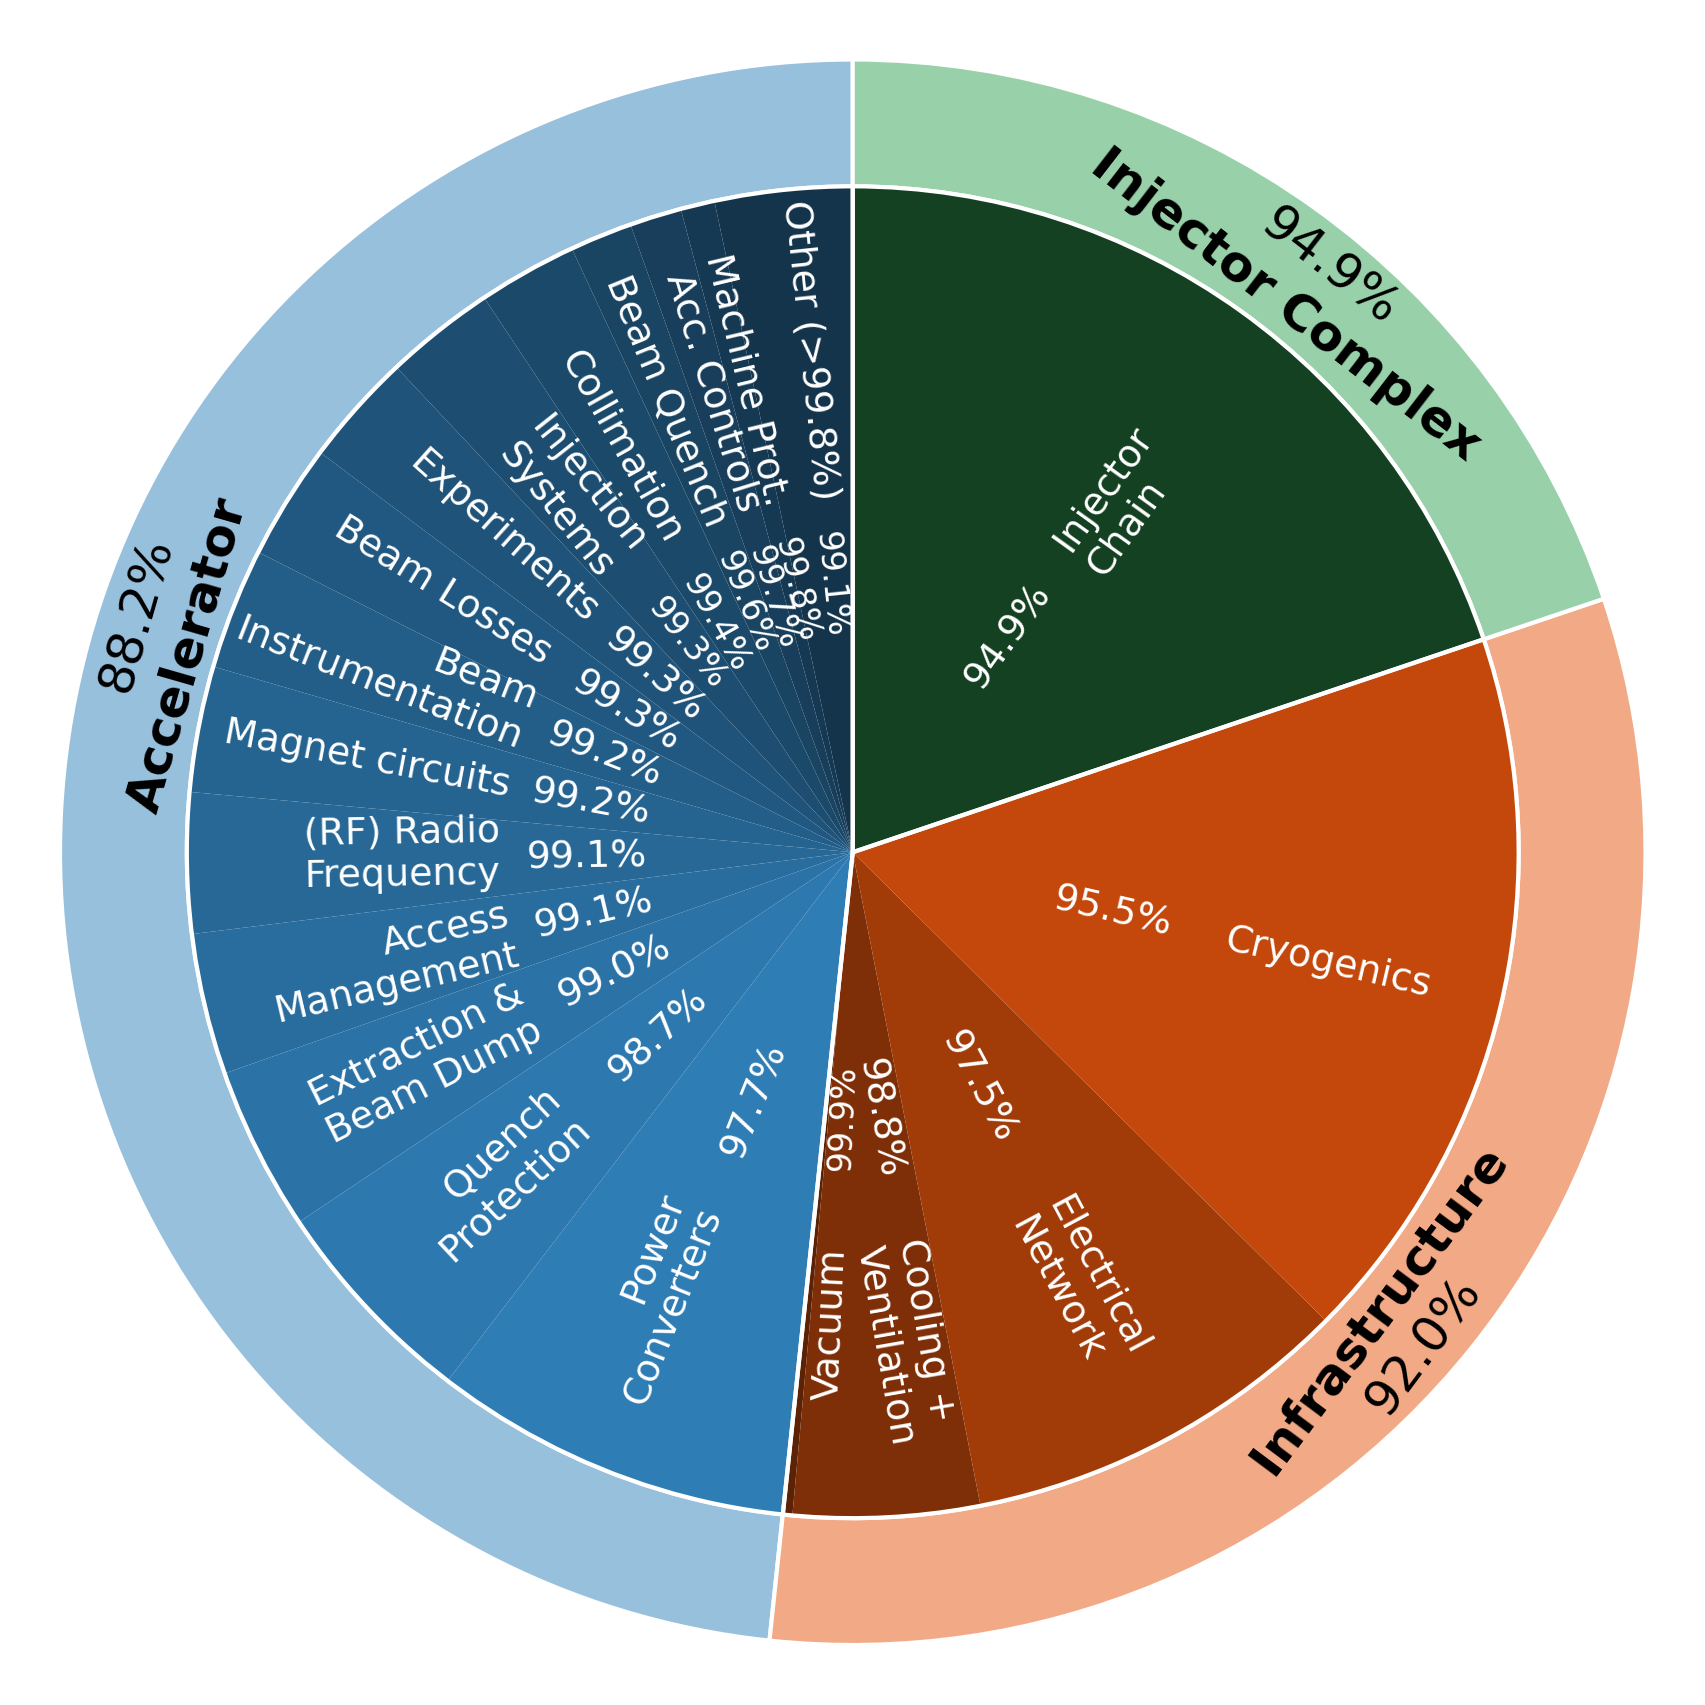 94.9%
Injector Complex
Injector
Chain
94.9%
95.5%
Cryogenics
Infrastructure
92.0%
97.5%
Electrical
Network
98.8%
Cooling +
Ventilation
99.9%
Vacuum
97.7%
Power
Converters
98.7%
Quench
Protection
99.0%
Extraction &
Beam Dump
Access
Management
99.1%
(RF) Radio
Frequency
99.1%
Magnet circuits
99.2%
Beam
Instrumentation
99.2%
Beam Losses
99.3%
Experiments
99.3%
Injection
Systems
99.3%
Collimation
99.4%
Beam Quench
99.6%
Acc. Controls
99.7%
Machine Prot.
99.8%
Other (>99.8%)
99.1%
88.2%
Accelerator